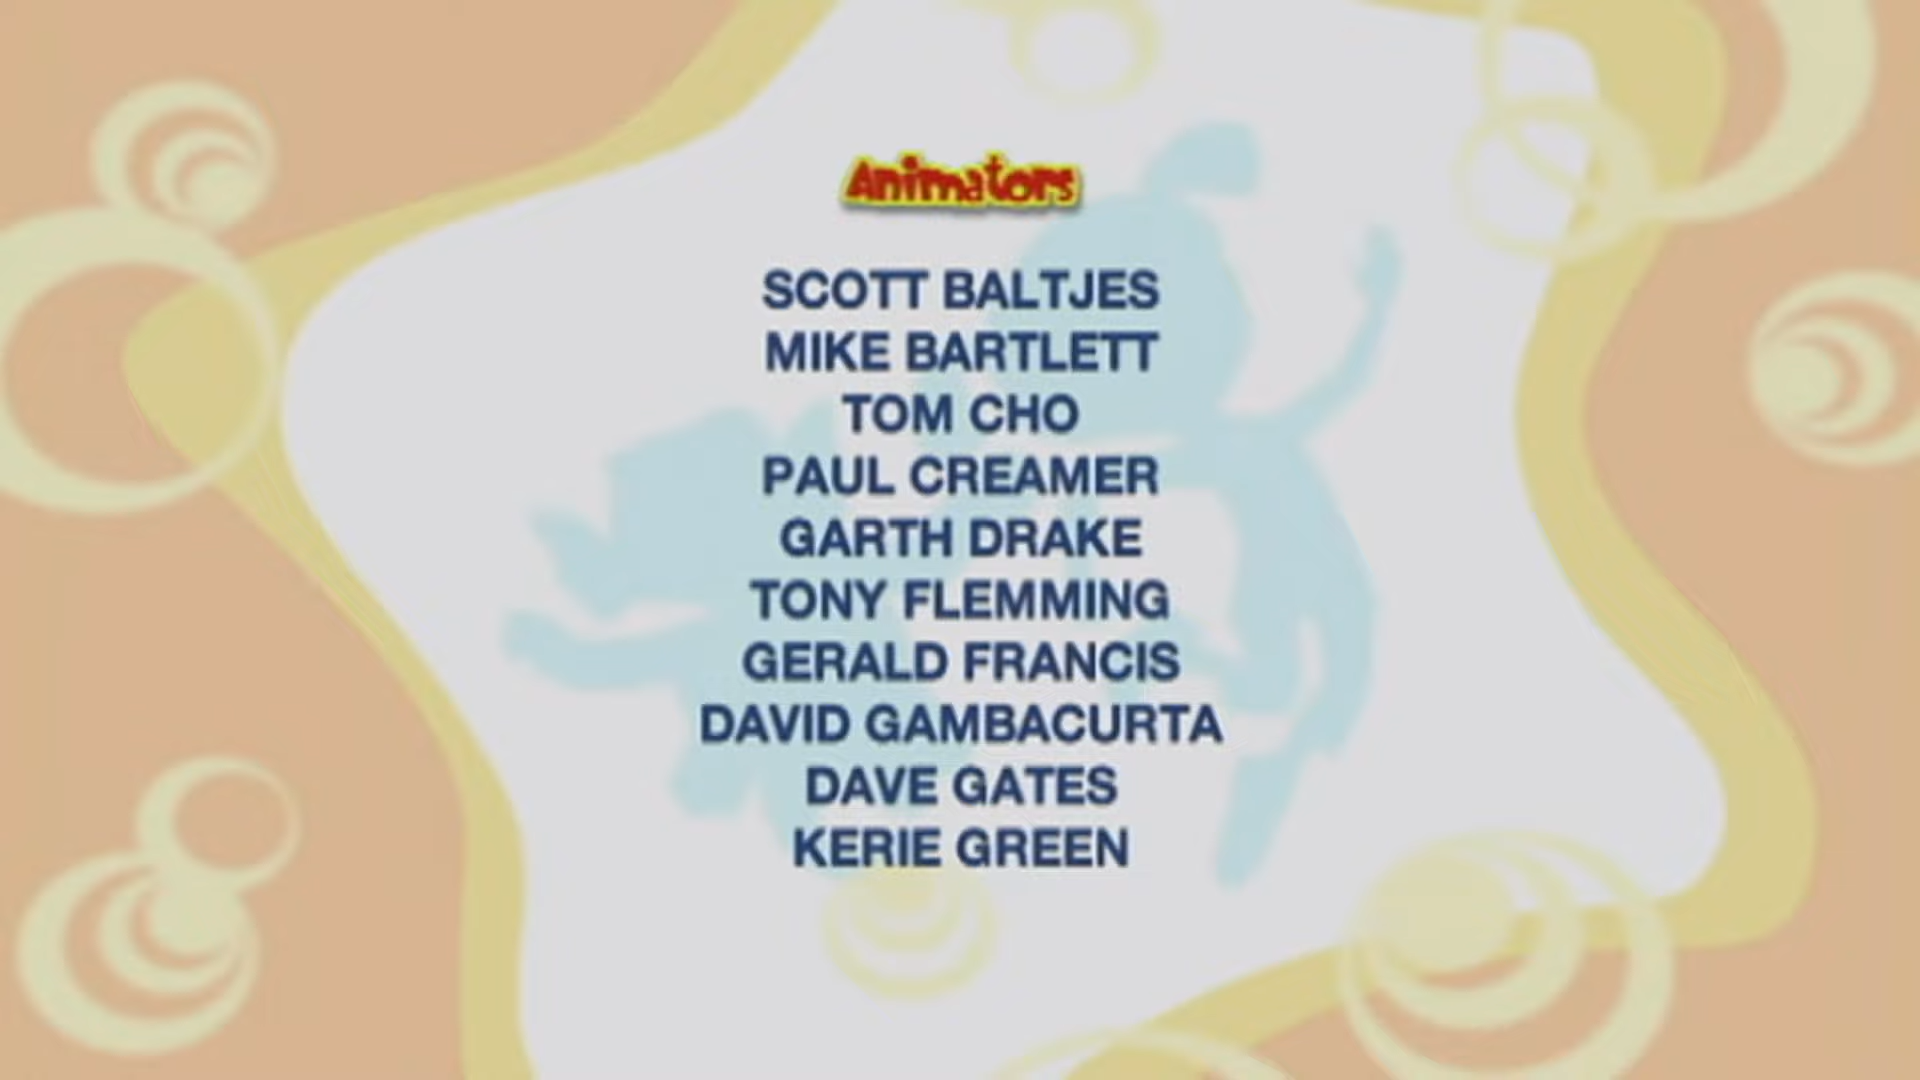 Animators
SCOTT BALTJES
MIKE BARTLETT
TOM CHO
PAUL CREAMER
GARTH DRAKE
TONY FLEMMING
GERALD FRANCIS
DAVID GAMBACURTA
DAVE GATES
KERIE GREEN